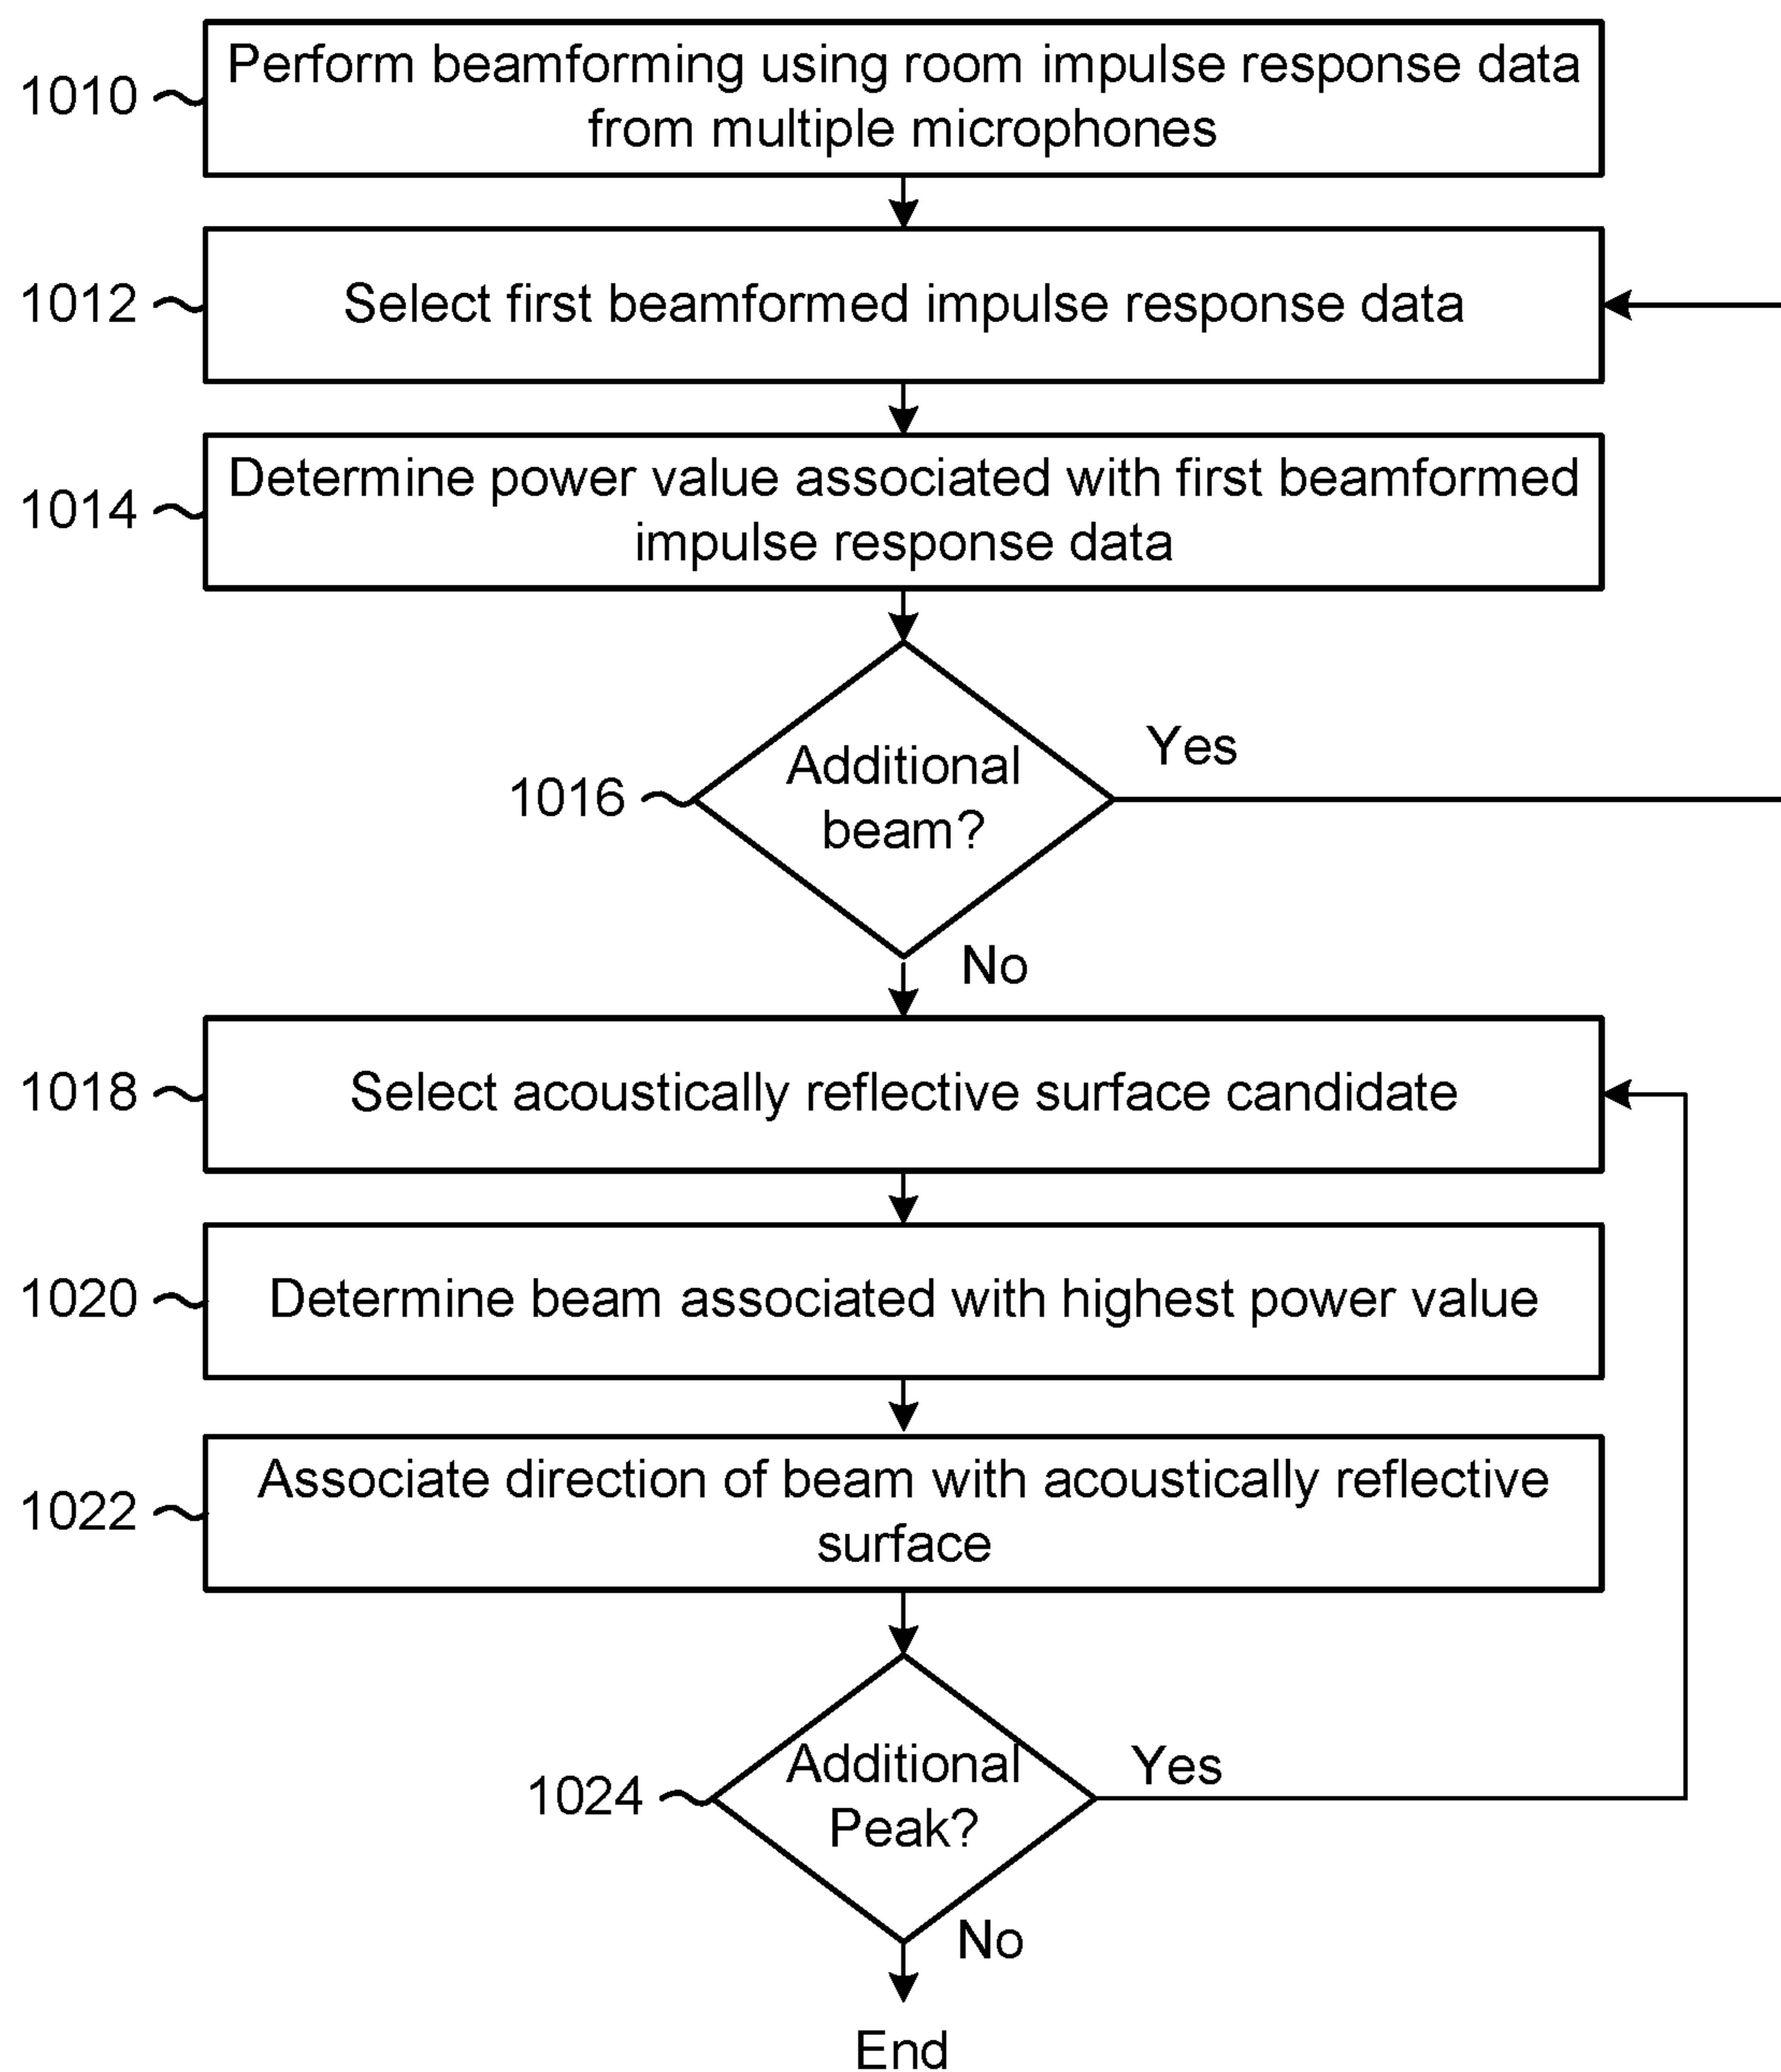 1010
Perform beamforming using room impulse response data
from multiple microphones
1012
Select first beamformed impulse response data
1014
Determine power value associated with first beamformed
impulse response data
1016
Additional
beam?
Yes
No
1018
Select acoustically reflective surface candidate
1020
Determine beam associated with highest power value
1022
Associate direction of beam with acoustically reflective
surface
1024
Additional
Peak?
Yes
No
End